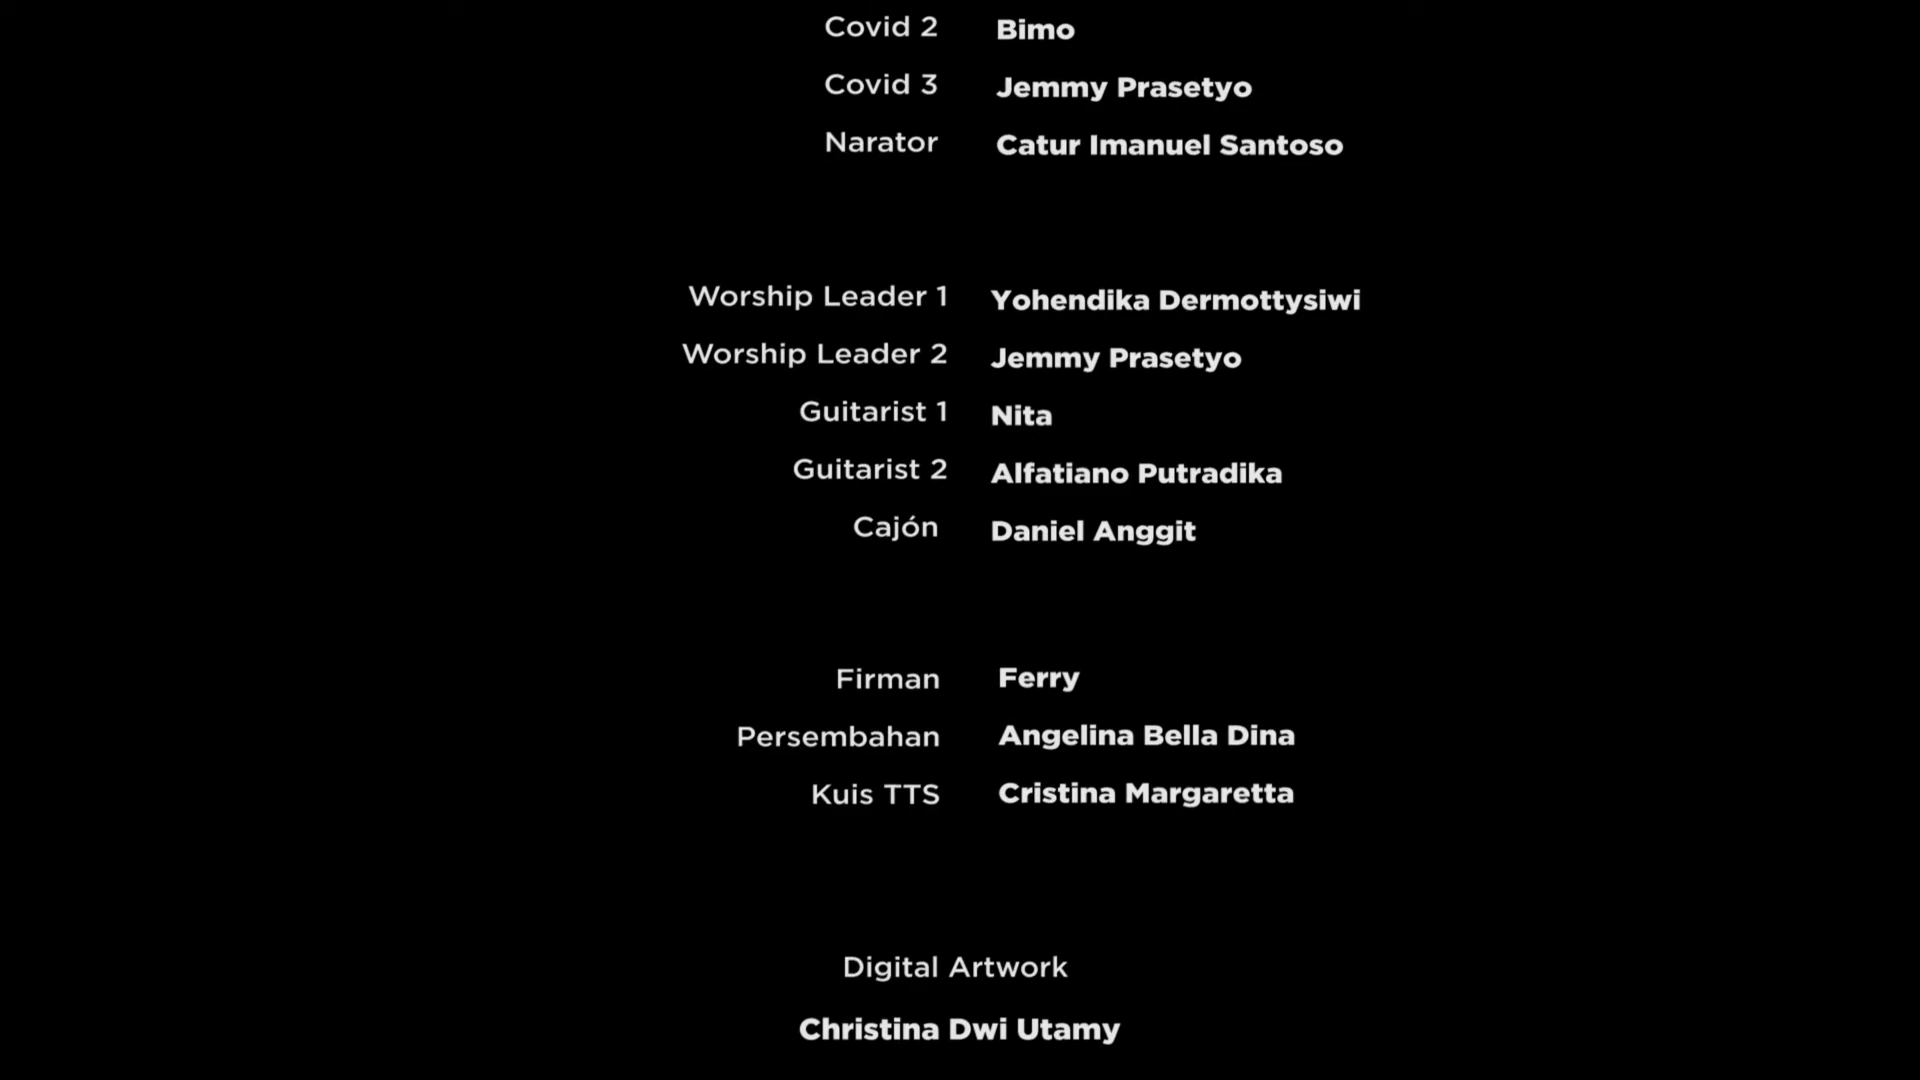 Covid 2 Bimo
Covid 3 Jemmy Prasetyo
Narator Catur Imanuel Santoso
Worship Leader 1 Yohendika Dermottysiwi
Worship Leader 2 Jemmy Prasetyo
Guitarist 1 Nita
Guitarist 2 Alfatiano Putradika
Cajón Daniel Anggit
Firman Ferry
Persembahan Angelina Bella Dina
Kuis TTS Cristina Margaretta
Digital Artwork
Christina Dwi Utamy